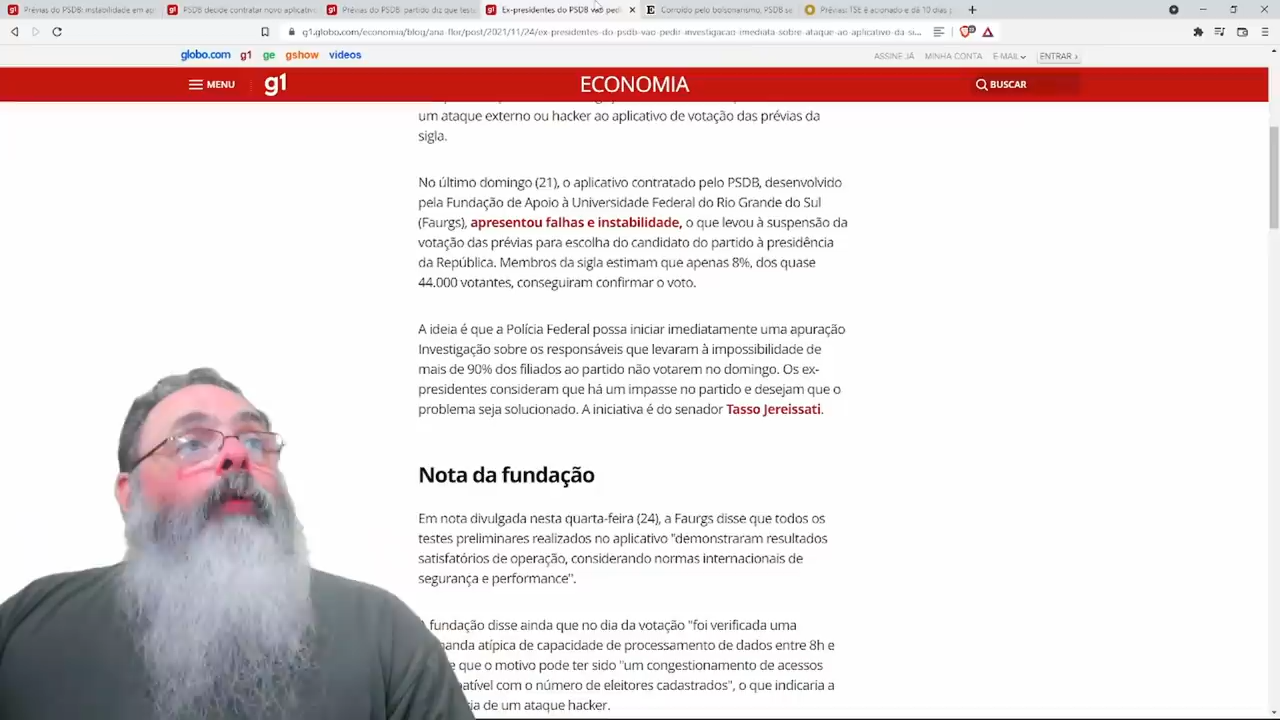 Prévias do PSDB: instabilidade em ap
PSDB decide contratar novo aplicativo
Prévias do PSDB: partido diz que teste
Ex-presidentes do PSDB vão pedir
Corroído pelo bolsonarismo, PSDB se
Prévias: TSE é acionado e dá 10 dias p
g1.globo.com/economia/blog/ana-flor/post/2021/11/24/ex-presidentes-do-psdb-vao-pedir-investigacao-imediata-sobre-ataque-ao-aplicativo-da-si...
globo.com g1 ge gshow vídeos
ASSINE JÁ MINHA CONTA E-MAIL ENTRAR ›
MENU g1 ECONOMIA BUSCAR
um ataque externo ou hacker ao aplicativo de votação das prévias da
sigla.
No último domingo (21), o aplicativo contratado pelo PSDB, desenvolvido
pela Fundação de Apoio à Universidade Federal do Rio Grande do Sul
(Faurgs), apresentou falhas e instabilidade, o que levou à suspensão da
votação das prévias para escolha do candidato do partido à presidência
da República. Membros da sigla estimam que apenas 8%, dos quase
44.000 votantes, conseguiram confirmar o voto.
A ideia é que a Polícia Federal possa iniciar imediatamente uma apuração
Investigação sobre os responsáveis que levaram à impossibilidade de
mais de 90% dos filiados ao partido não votarem no domingo. Os ex-
presidentes consideram que há um impasse no partido e desejam que o
problema seja solucionado. A iniciativa é do senador Tasso Jereissati.
Nota da fundação
Em nota divulgada nesta quarta-feira (24), a Faurgs disse que todos os
testes preliminares realizados no aplicativo "demonstraram resultados
satisfatórios de operação, considerando normas internacionais de
segurança e performance".
fundação disse ainda que no dia da votação "foi verificada uma
anda atípica de capacidade de processamento de dados entre 8h e
e que o motivo pode ter sido "um congestionamento de acessos
patível com o número de eleitores cadastrados", o que indicaria a
ia de um ataque hacker.